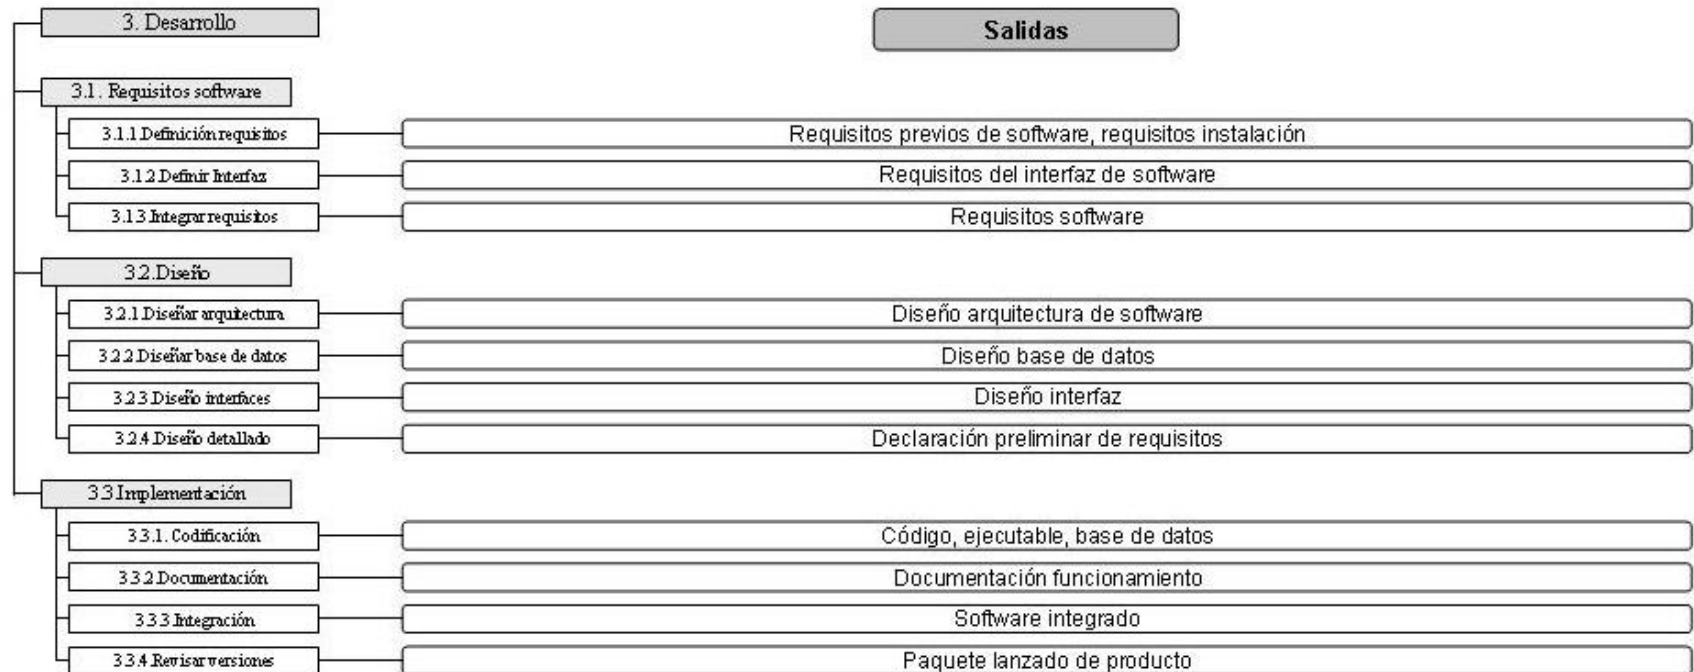 3. Desarrollo
Salidas
3.1. Requisitos software
3.1.1.Definición requisitos
Requisitos previos de software, requisitos instalación
3.1.2 Definir Interfaz
Requisitos del interfaz de software
3.1.3.Integrar requisitos
Requisitos software
3.2.Diseño
3.2.1.Diseñar arquitectura
Diseño arquitectura de software
3.2.2.Diseñar base de datos
Diseño base de datos
3.2.3.Diseño interfaces
Diseño interfaz
3.2.4.Diseño detallado
Declaración preliminar de requisitos
3.3.Implementación
3.3.1. Codificación
Código, ejecutable, base de datos
3.3.2.Documentación
Documentación funcionamiento
3.3.3.Integración
Software integrado
3.3.4.Revisar versiones
Paquete lanzado de producto